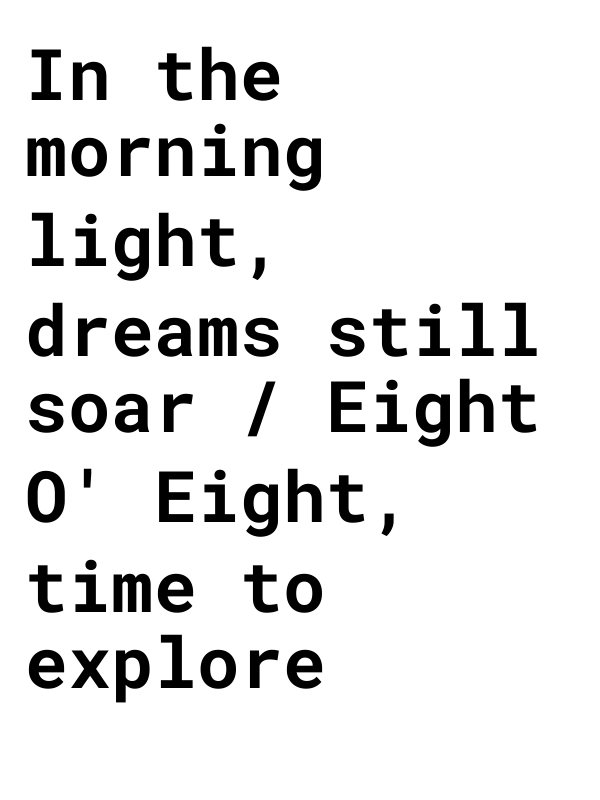 In the
morning
light,
dreams still
soar / Eight
O' Eight,
time to
explore